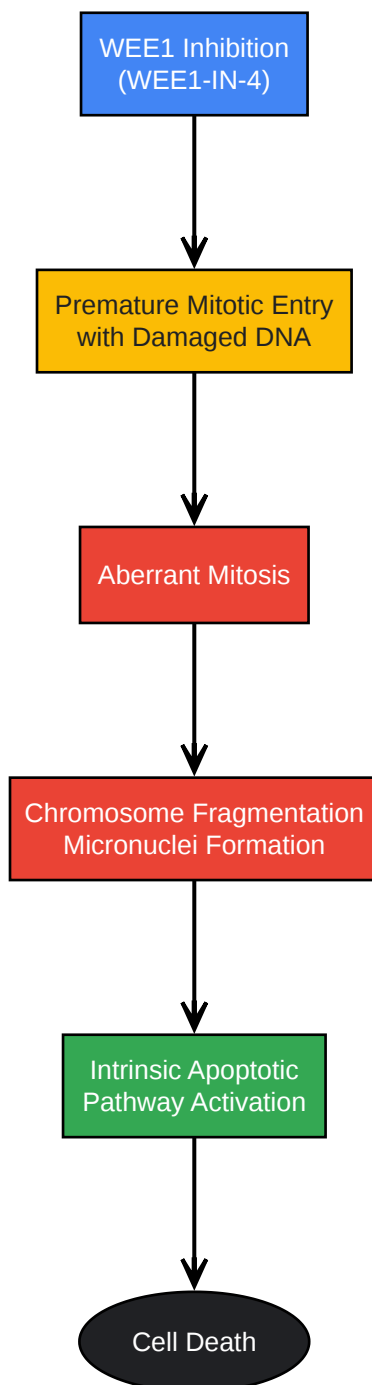 WEE1 Inhibition
(WEE1-IN-4)
Premature Mitotic Entry
with Damaged DNA
Aberrant Mitosis
Chromosome Fragmentation
Micronuclei Formation
Intrinsic Apoptotic
Pathway Activation
Cell Death